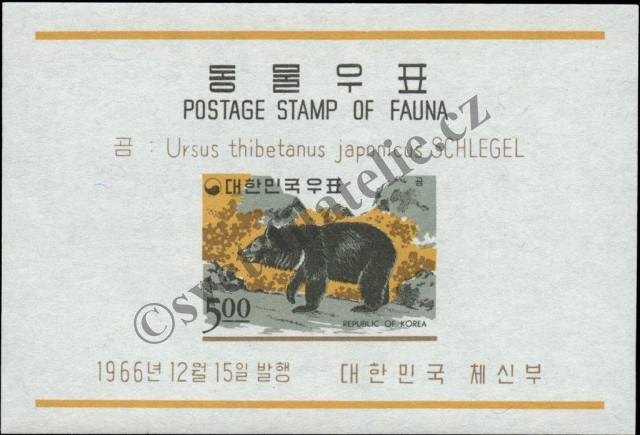 동물우표
POSTAGE STAMP OF FAUNA
곰 : Ursus thibetanus japonicus SCHLEGEL
대한민국우표 곰
5.00
REPUBLIC OF KOREA
1966년 12월 15일 발행 대한민국 체신부